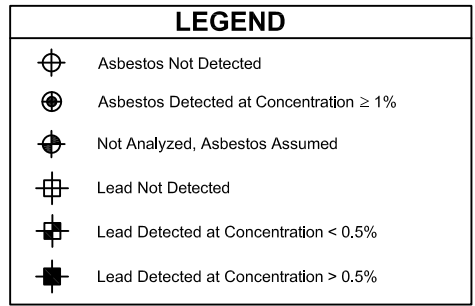 LEGEND
Asbestos Not Detected
Asbestos Detected at Concentration ≥ 1%
Not Analyzed, Asbestos Assumed
Lead Not Detected
Lead Detected at Concentration < 0.5%
Lead Detected at Concentration > 0.5%